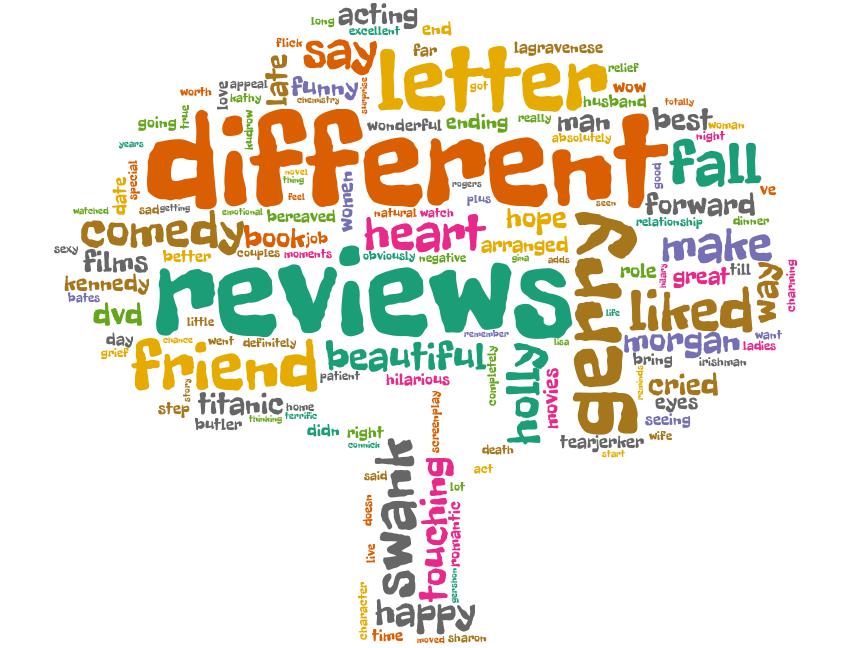 long
acting
excellent
end
flick
say
far
lagravenese
late
letter
relief
worth
love
appeal
funny
got
wow
kathy
chemistry
surprise
husband
totally
going
true
kudrow
wonderful
ending
really
man
best
woman
absolutely
night
years
different
fall
special
date
novel
thing
women
rogers
good
ve
feel
plus
seen
forward
watched
sad
getting
emotional
bereaved
natural
watch
hope
relationship
dinner
comedy
book
job
heart
arranged
gerry
make
sexy
films
better
couples
moments
obviously
negative
gina
adds
role
hilary
great
till
way
charming
kennedy
bates
reviews
liked
dvd
little
life
day
chance
went
definitely
remember
lisa
morgan
want
ladies
grief
friend
beautiful
holly
bring
irishman
patient
hilarious
completely
movies
reminds
cried
story
step
titanic
home
eyes
butler
thinking
terrific
screenplay
seeing
didn
right
connick
tearjerker
wife
start
death
swank
touching
act
said
lot
doesn
romantic
live
gershon
character
happy
time
moved
sharon